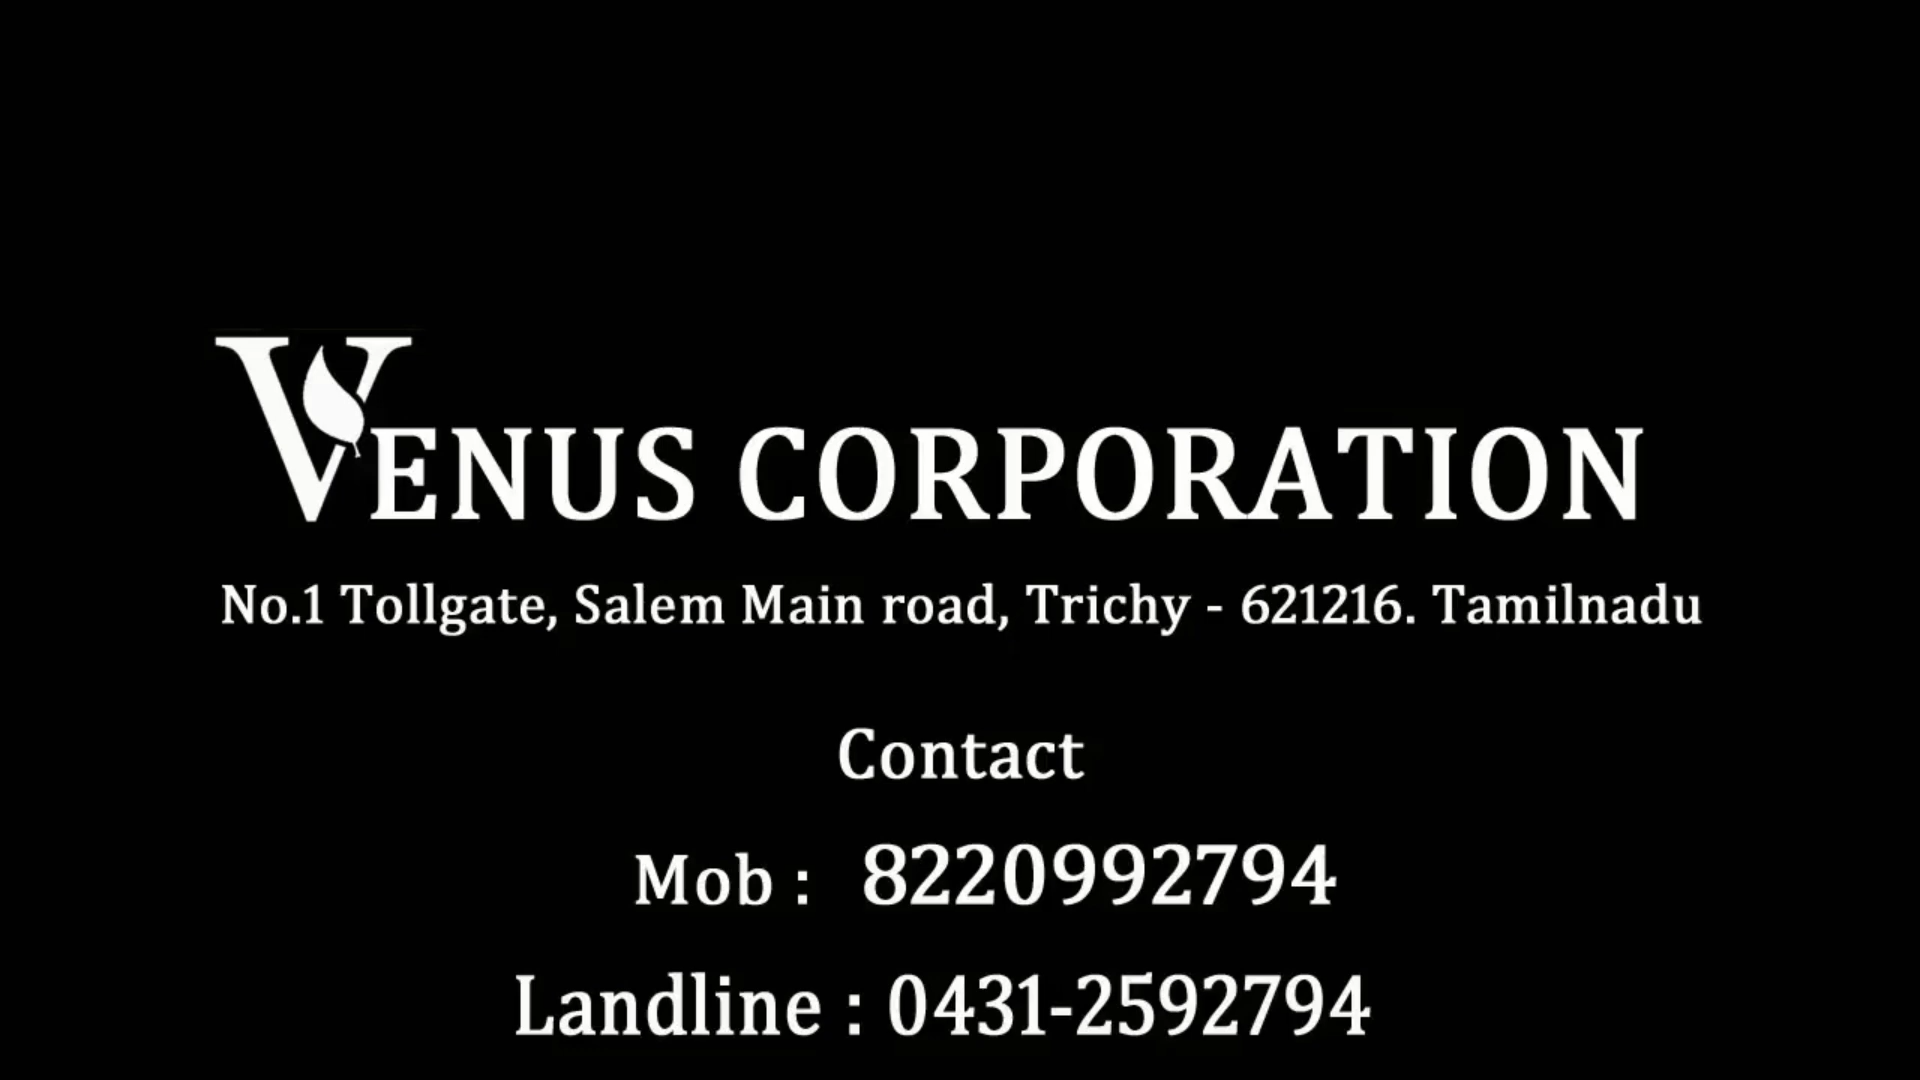 VENUS CORPORATION
No.1 Tollgate, Salem Main road, Trichy - 621216. Tamilnadu
Contact
Mob : 8220992794
Landline : 0431-2592794